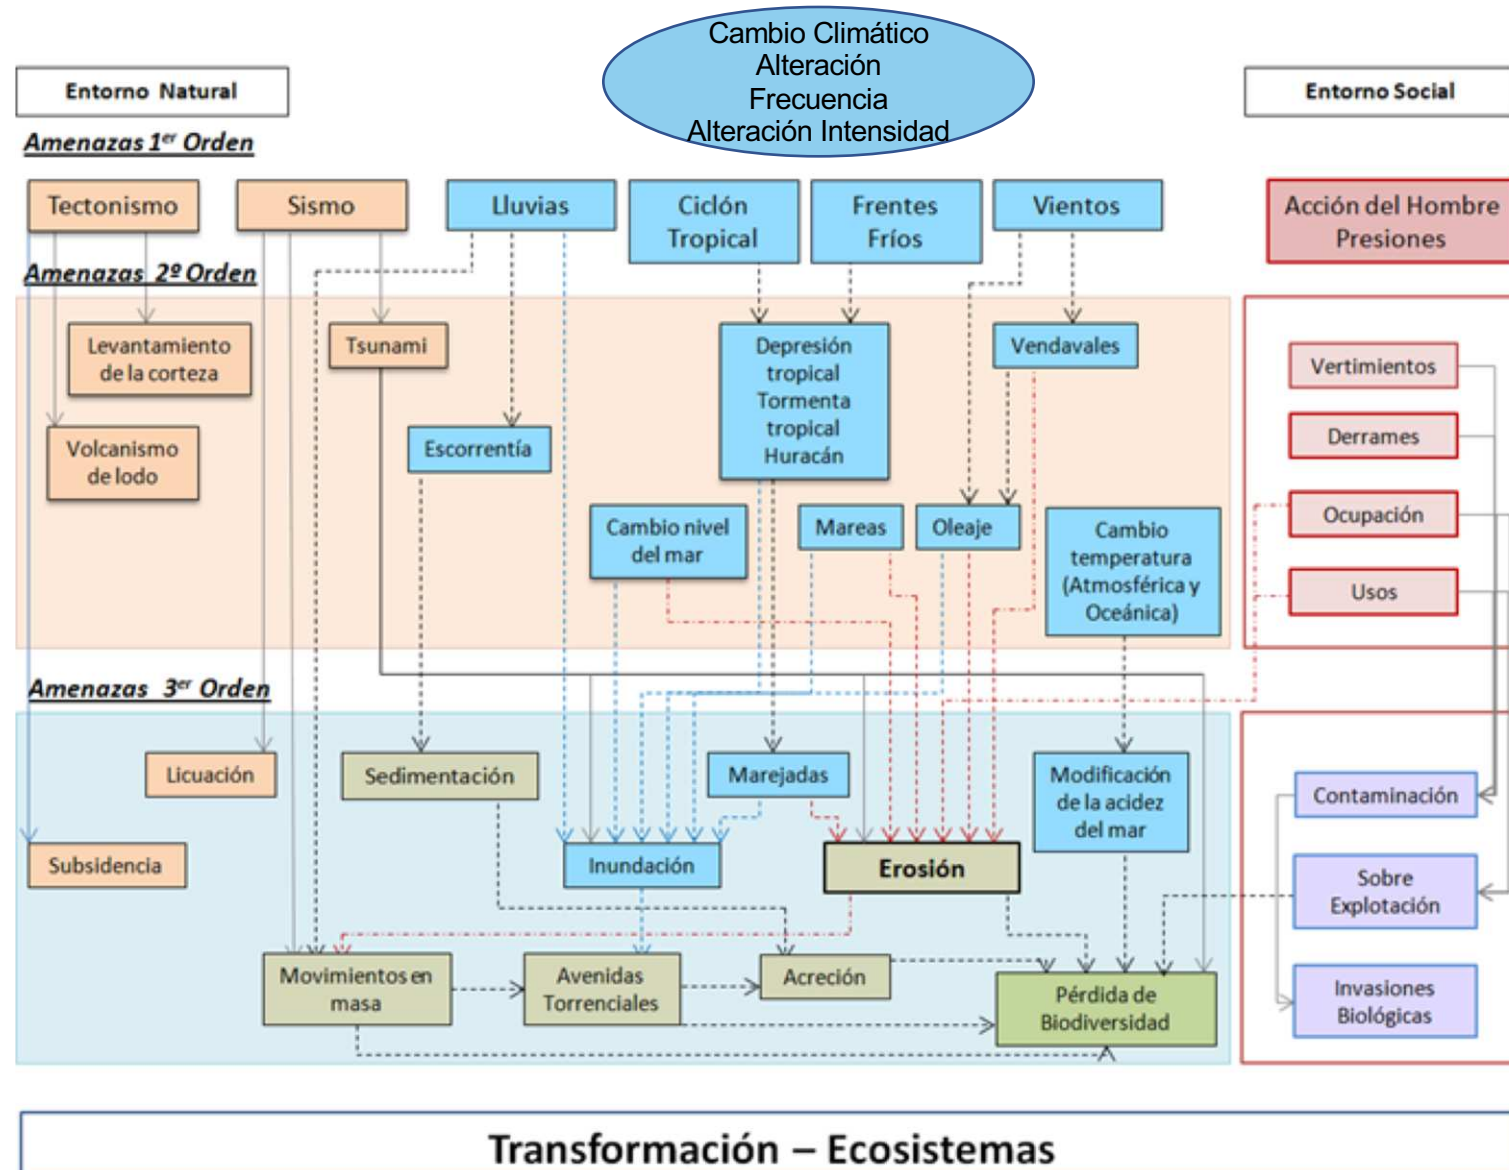 Cambio Climático
Alteración
Frecuencia
Alteración Intensidad
Entorno Natural
Entorno Social
Amenazas 1er Orden
Tectonismo
Sismo
Lluvias
Ciclón
Tropical
Frentes
Fríos
Vientos
Acción del Hombre
Presiones
Amenazas 2º Orden
Levantamiento
de la corteza
Tsunami
Depresión
tropical
Tormenta
tropical
Huracán
Vendavales
Vertimientos
Volcanismo
de lodo
Escorrentía
Derrames
Cambio nivel
del mar
Mareas
Oleaje
Cambio
temperatura
(Atmosférica y
Oceánica)
Ocupación
Usos
Amenazas 3er Orden
Licuación
Sedimentación
Marejadas
Modificación
de la acidez
del mar
Contaminación
Subsidencia
Inundación
Erosión
Sobre
Explotación
Movimientos en
masa
Avenidas
Torrenciales
Acreción
Pérdida de
Biodiversidad
Invasiones
Biológicas
Transformación – Ecosistemas